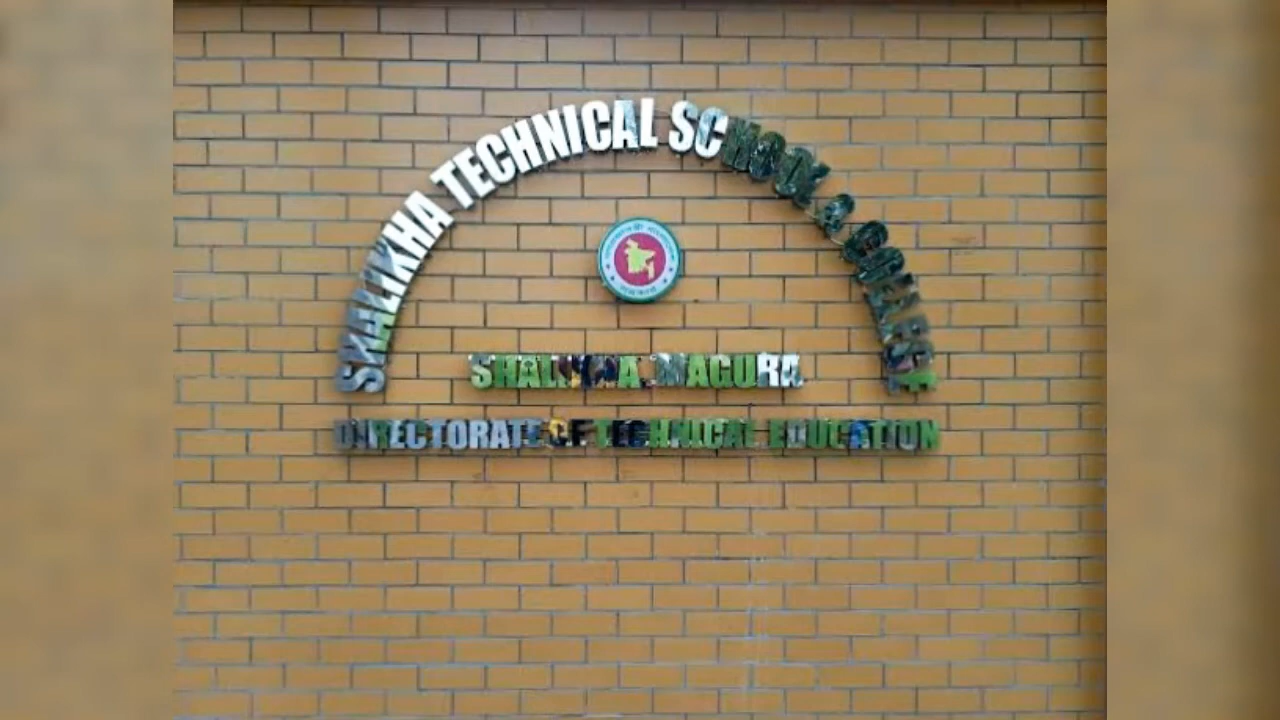 SHALIKHA TECHNICAL SCHOOL & COLLEGE
SHALIKHA, MAGURA
DIRECTORATE OF TECHNICAL EDUCATION